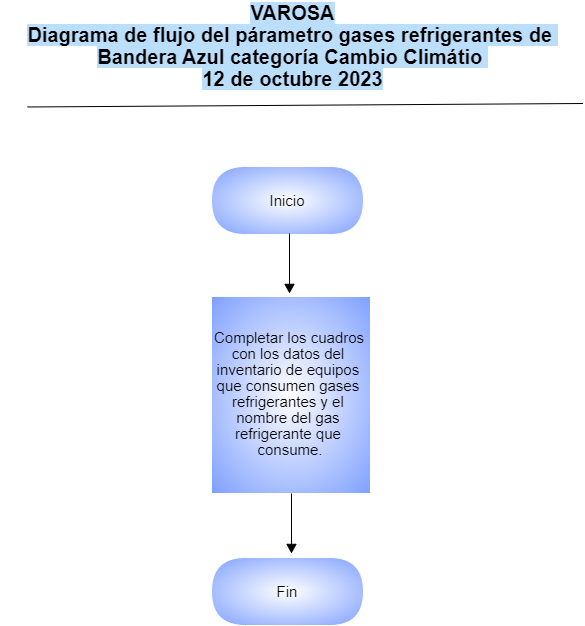 VAROSA
Diagrama de flujo del párametro gases refrigerantes de
Bandera Azul categoría Cambio Climátio
12 de octubre 2023
Inicio
Completar los cuadros
con los datos del
inventario de equipos
que consumen gases
refrigerantes y el
nombre del gas
refrigerante que
consume.
Fin